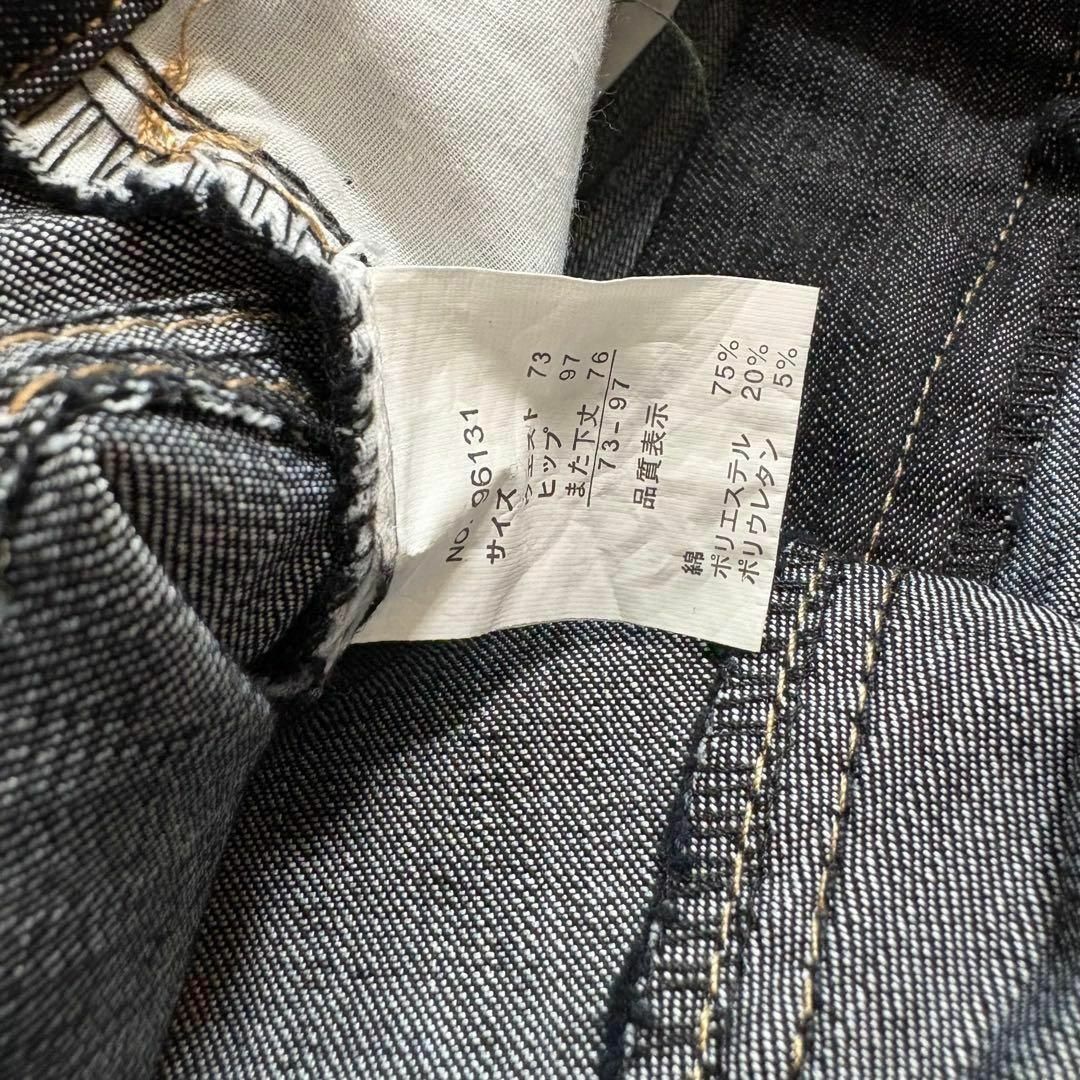 No. 96131
サイズ
ウエスト 73
ヒップ 97
また下丈 76
73-97
品質表示
綿 75%
ポリエステル 20%
ポリウレタン 5%